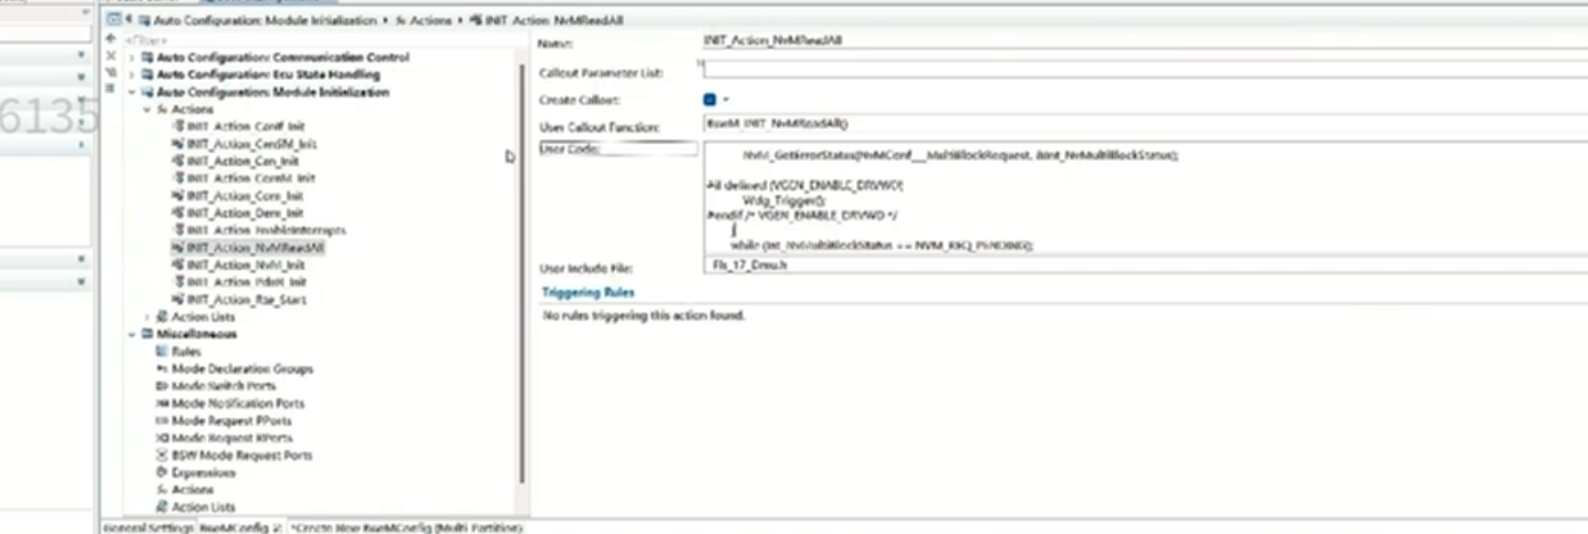 Auto Configuration: Module Initialization › Actions › INIT_Action_NvMReadAll
<Filter>
Auto Configuration: Communication Control
Auto Configuration: Ecu State Handling
Auto Configuration: Module Initialization
Actions
INIT_Action_CanIf_Init
INIT_Action_CanSM_Init
INIT_Action_Can_Init
INIT_Action_ComM_Init
INIT_Action_Com_Init
INIT_Action_Dem_Init
INIT_Action_EnableInterrupts
INIT_Action_NvMReadAll
INIT_Action_NvM_Init
INIT_Action_PduR_Init
INIT_Action_Rte_Start
Action Lists
Miscellaneous
Rules
Mode Declaration Groups
Mode Switch Ports
Mode Notification Ports
Mode Request PPorts
Mode Request RPorts
BSW Mode Request Ports
Expressions
Actions
Action Lists
General Settings BswMConfig *Create New BswMConfig (Multi Partition)
Name: INIT_Action_NvMReadAll
Callout Parameter List:
Create Callout:
User Callout Function: BswM_INIT_NvMReadAll()
User Code:
NvM_GetErrorStatus(NvMConf___MultiBlockRequest, &int_NvMultiBlockStatus);
#if defined (VGEN_ENABLE_DRVWD)
Wdg_Trigger();
#endif /* VGEN_ENABLE_DRVWD */
}
while (int_NvMultiBlockStatus == NVM_REQ_PENDING);
User Include File: Fls_17_Dmu.h
Triggering Rules
No rules triggering this action found.
6135